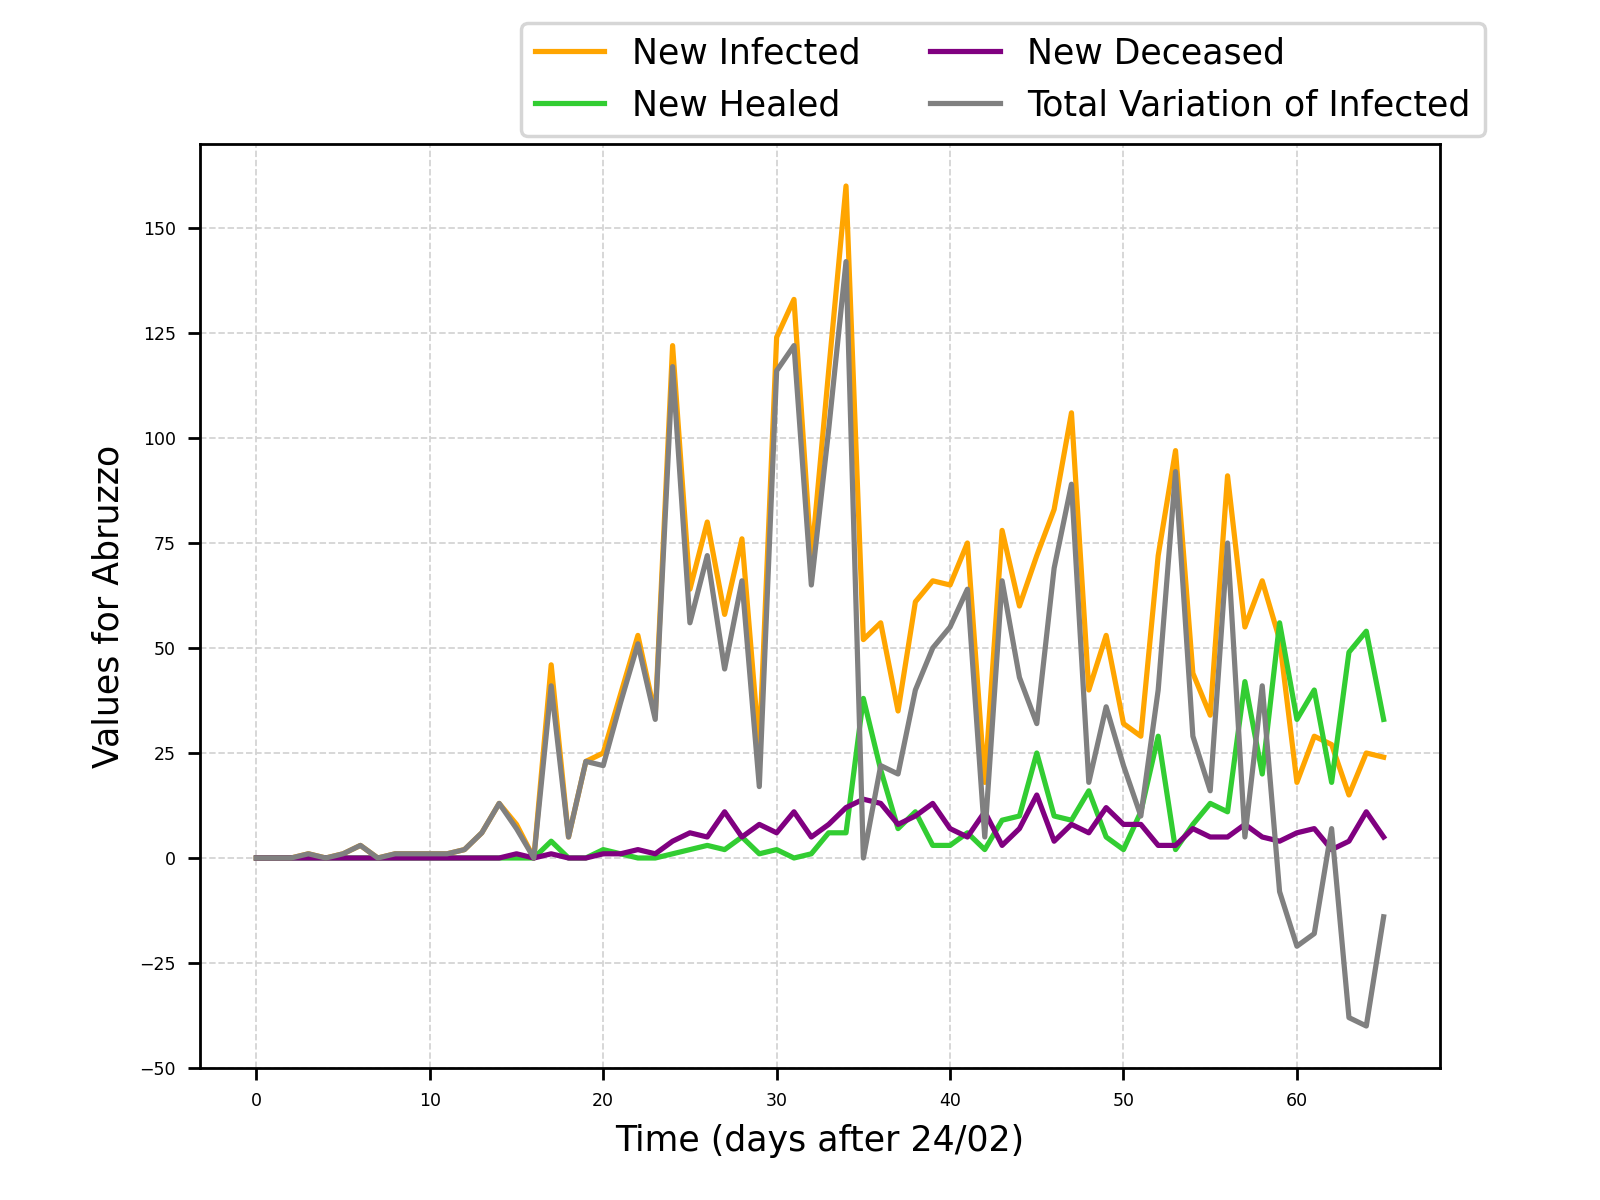 New Infected
New Healed
New Deceased
Total Variation of Infected
150
125
100
75
50
25
0
−25
−50
Values for Abruzzo
0 10 20 30 40 50 60
Time (days after 24/02)